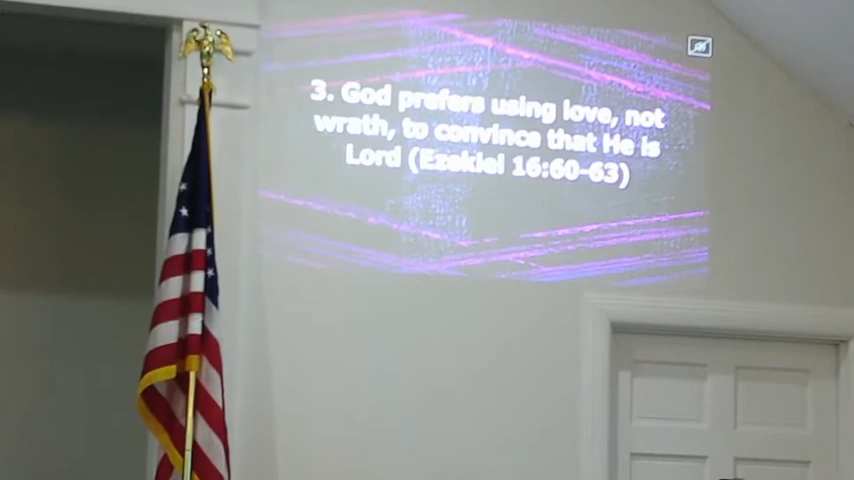 3. God prefers using love, not
wrath, to convince that He is
Lord (Ezekiel 16:60-63)